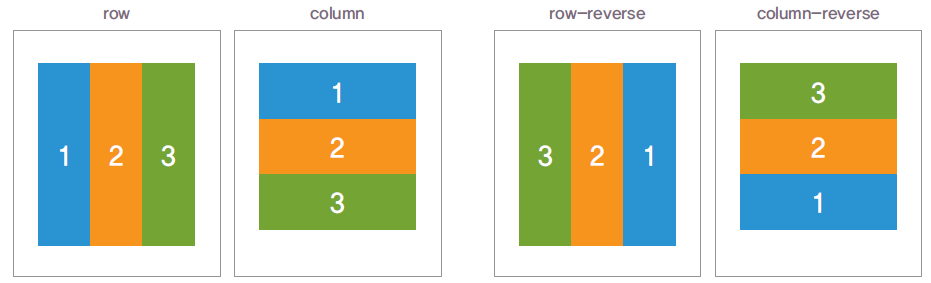 row
1 2 3
column
1
2
3
row-reverse
3 2 1
column-reverse
3
2
1